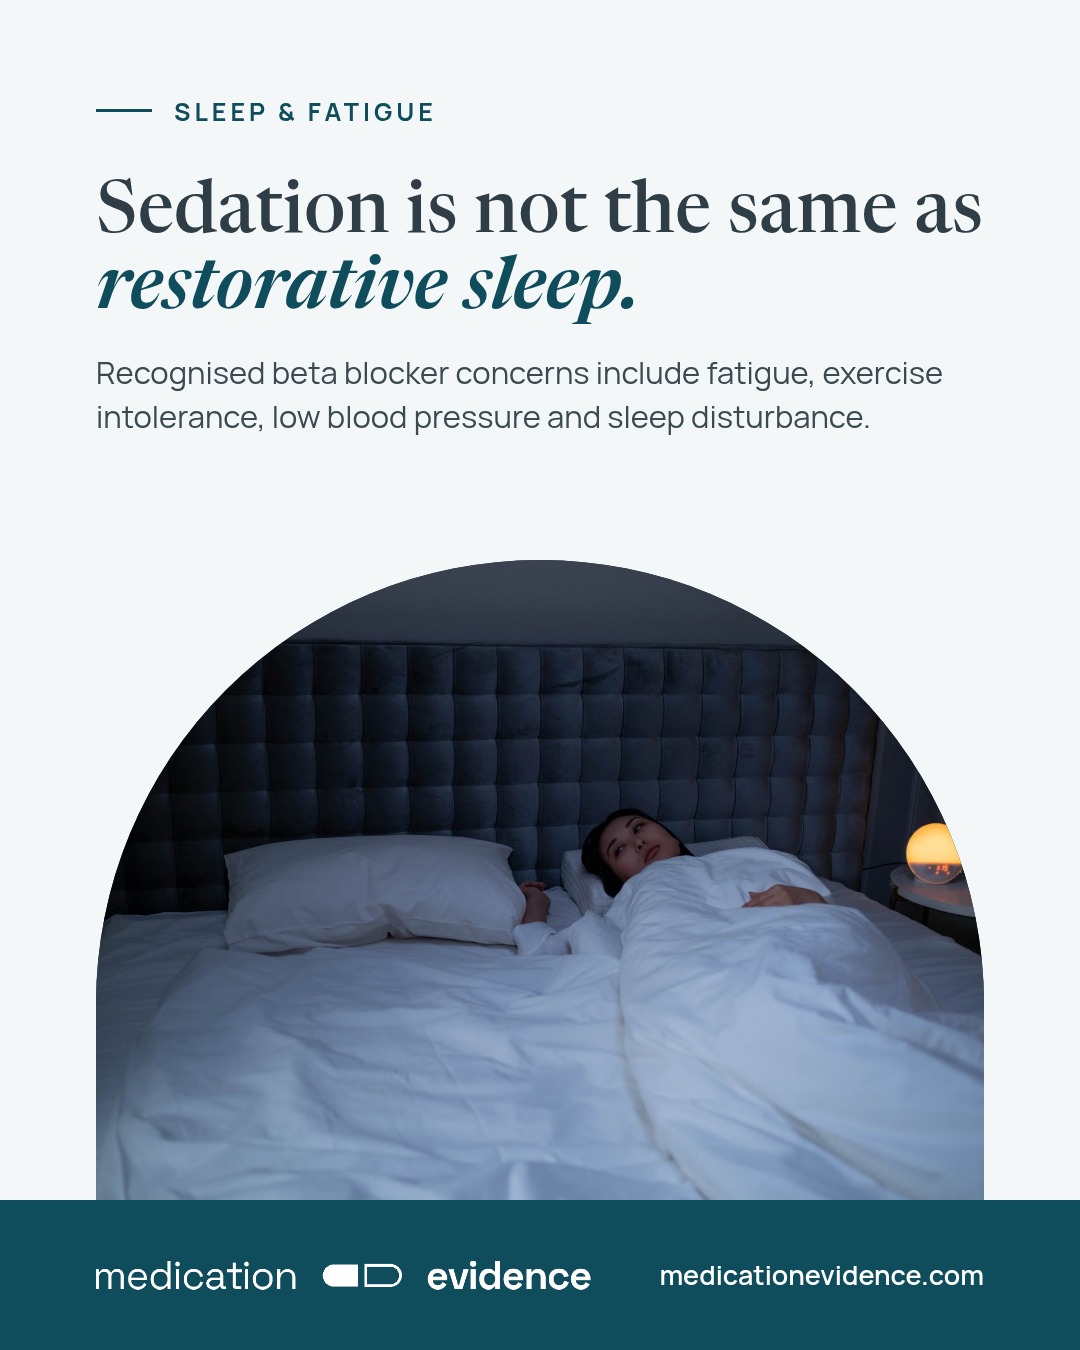 SLEEP & FATIGUE
Sedation is not the same as
restorative sleep.
Recognised beta blocker concerns include fatigue, exercise
intolerance, low blood pressure and sleep disturbance.
medication evidence
medicationevidence.com